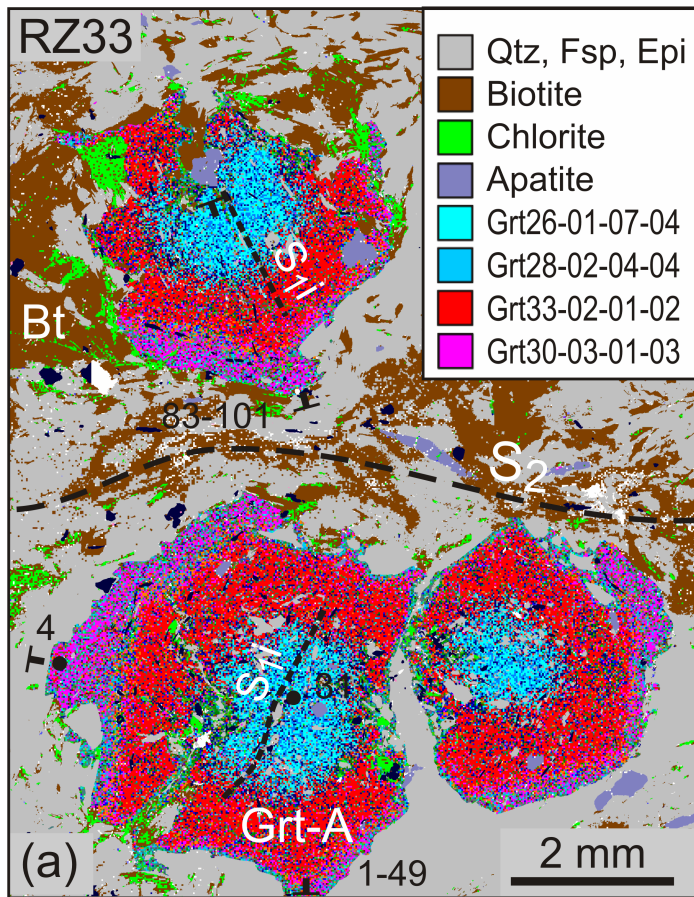 RZ33
Qtz, Fsp, Epi
Biotite
Chlorite
Apatite
Grt26-01-07-04
Grt28-02-04-04
Grt33-02-01-02
Grt30-03-01-03
S1i
Bt
83-101
S2
4
S1i
31
Grt-A
1-49
(a)
2 mm